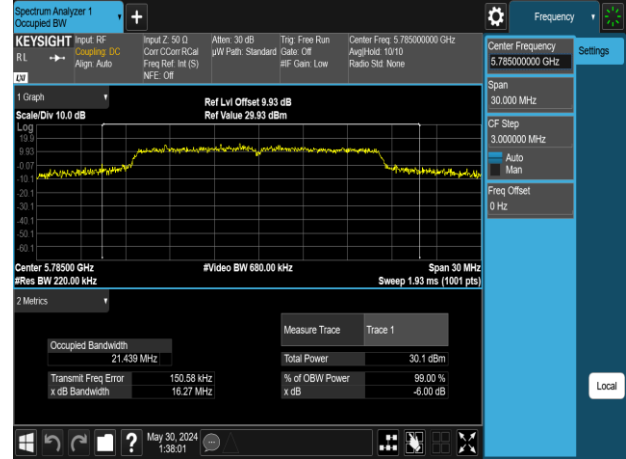 Spectrum Analyzer 1
Occupied BW
Frequency
KEYSIGHT
RL
LXI
Input: RF
Coupling: DC
Align: Auto
Input Z: 50 Ω
Corr CCorr RCal
Freq Ref: Int (S)
NFE: Off
Atten: 30 dB
µW Path: Standard
Trig: Free Run
Gate: Off
#IF Gain: Low
Center Freq: 5.785000000 GHz
Avg|Hold: 10/10
Radio Std: None
Center Frequency
5.785000000 GHz
Settings
Span
30.000 MHz
CF Step
3.000000 MHz
Auto
Man
Freq Offset
0 Hz
Local
1 Graph
Scale/Div 10.0 dB
Ref Lvl Offset 9.93 dB
Ref Value 29.93 dBm
Log
19.9
9.93
-0.07
-10.1
-20.1
-30.1
-40.1
-50.1
-60.1
Center 5.78500 GHz
#Video BW 680.00 kHz
Span 30 MHz
#Res BW 220.00 kHz
Sweep 1.93 ms (1001 pts)
2 Metrics
Measure Trace
Trace 1
Occupied Bandwidth
21.439 MHz
Total Power
30.1 dBm
Transmit Freq Error
150.58 kHz
% of OBW Power
99.00 %
x dB Bandwidth
16.27 MHz
x dB
-6.00 dB
?
May 30, 2024
1:38:01